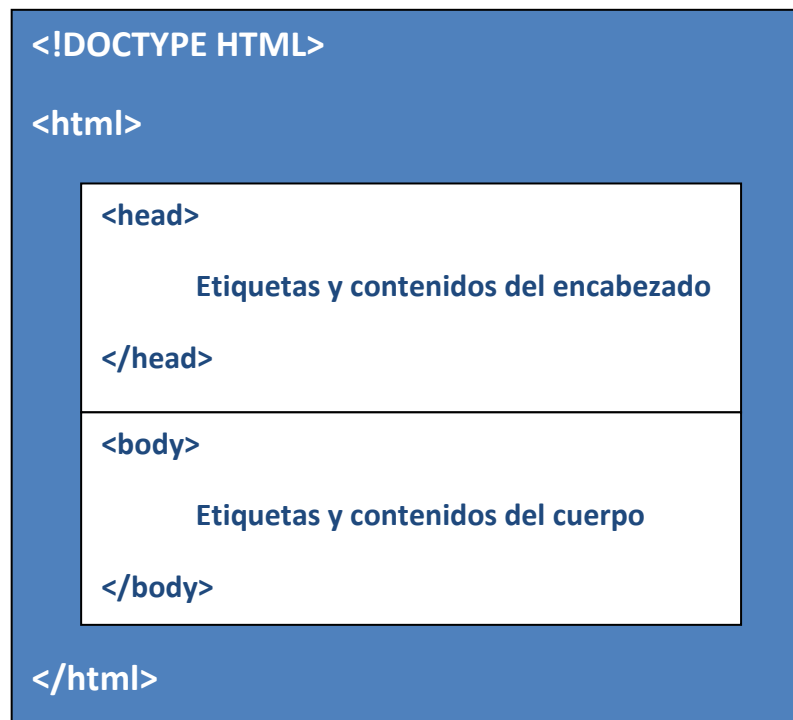 <!DOCTYPE HTML>
<html>
<head>
Etiquetas y contenidos del encabezado
</head>
<body>
Etiquetas y contenidos del cuerpo
</body>
</html>